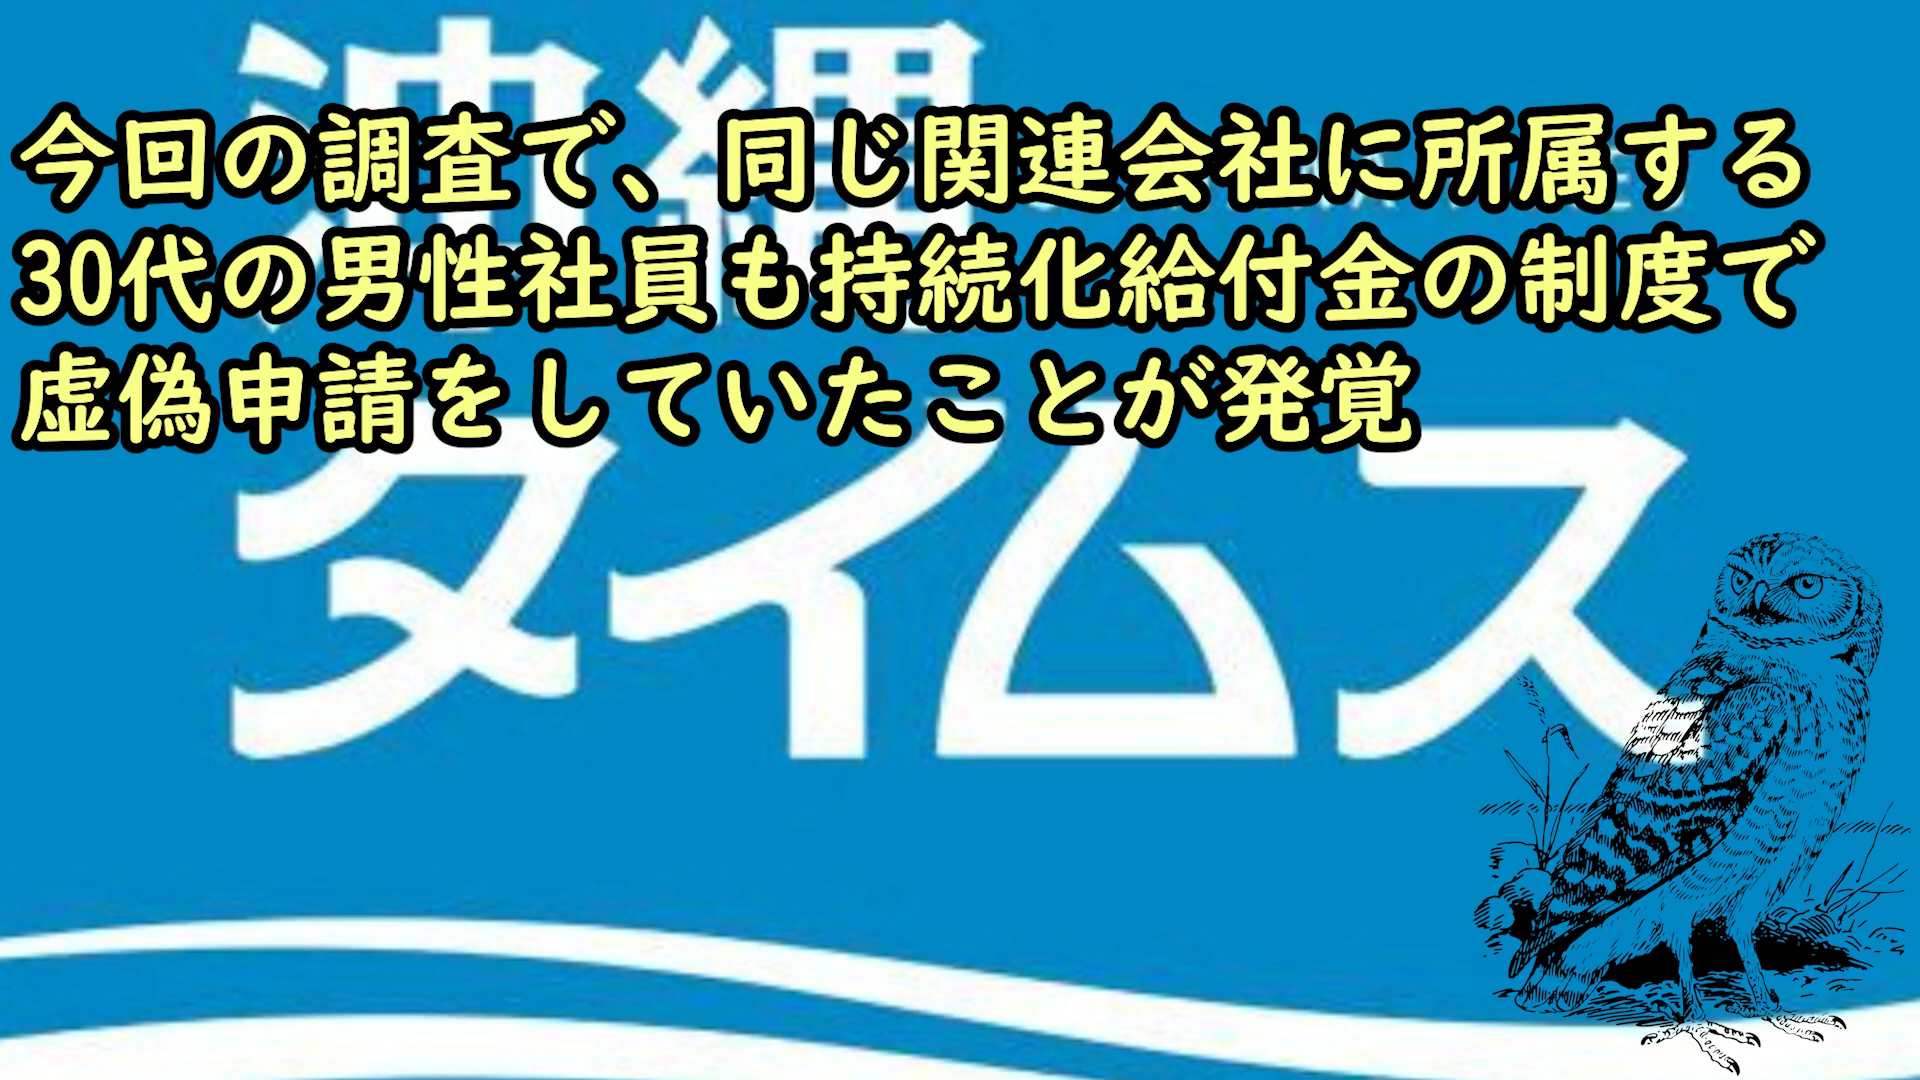 沖縄
今回の調査で、同じ関連会社に所属する
30代の男性社員も持続化給付金の制度で
虚偽申請をしていたことが発覚
タイムス